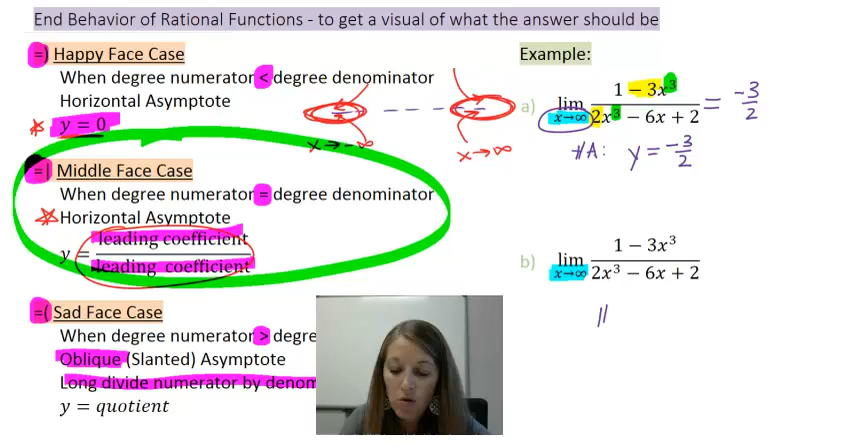 End Behavior of Rational Functions - to get a visual of what the answer should be
=) Happy Face Case
When degree numerator < degree denominator
Horizontal Asymptote
y = 0
x → -∞
x → ∞
=| Middle Face Case
When degree numerator = degree denominator
Horizontal Asymptote
y = leading coefficient / leading coefficient
=( Sad Face Case
When degree numerator > degre
Oblique (Slanted) Asymptote
Long divide numerator by denom
y = quotient
Example:
a) lim x→∞ (1 − 3x³)/(2x³ − 6x + 2) = -3/2
HA: y = -3/2
b) lim x→∞ (1 − 3x³)/(2x³ − 6x + 2)